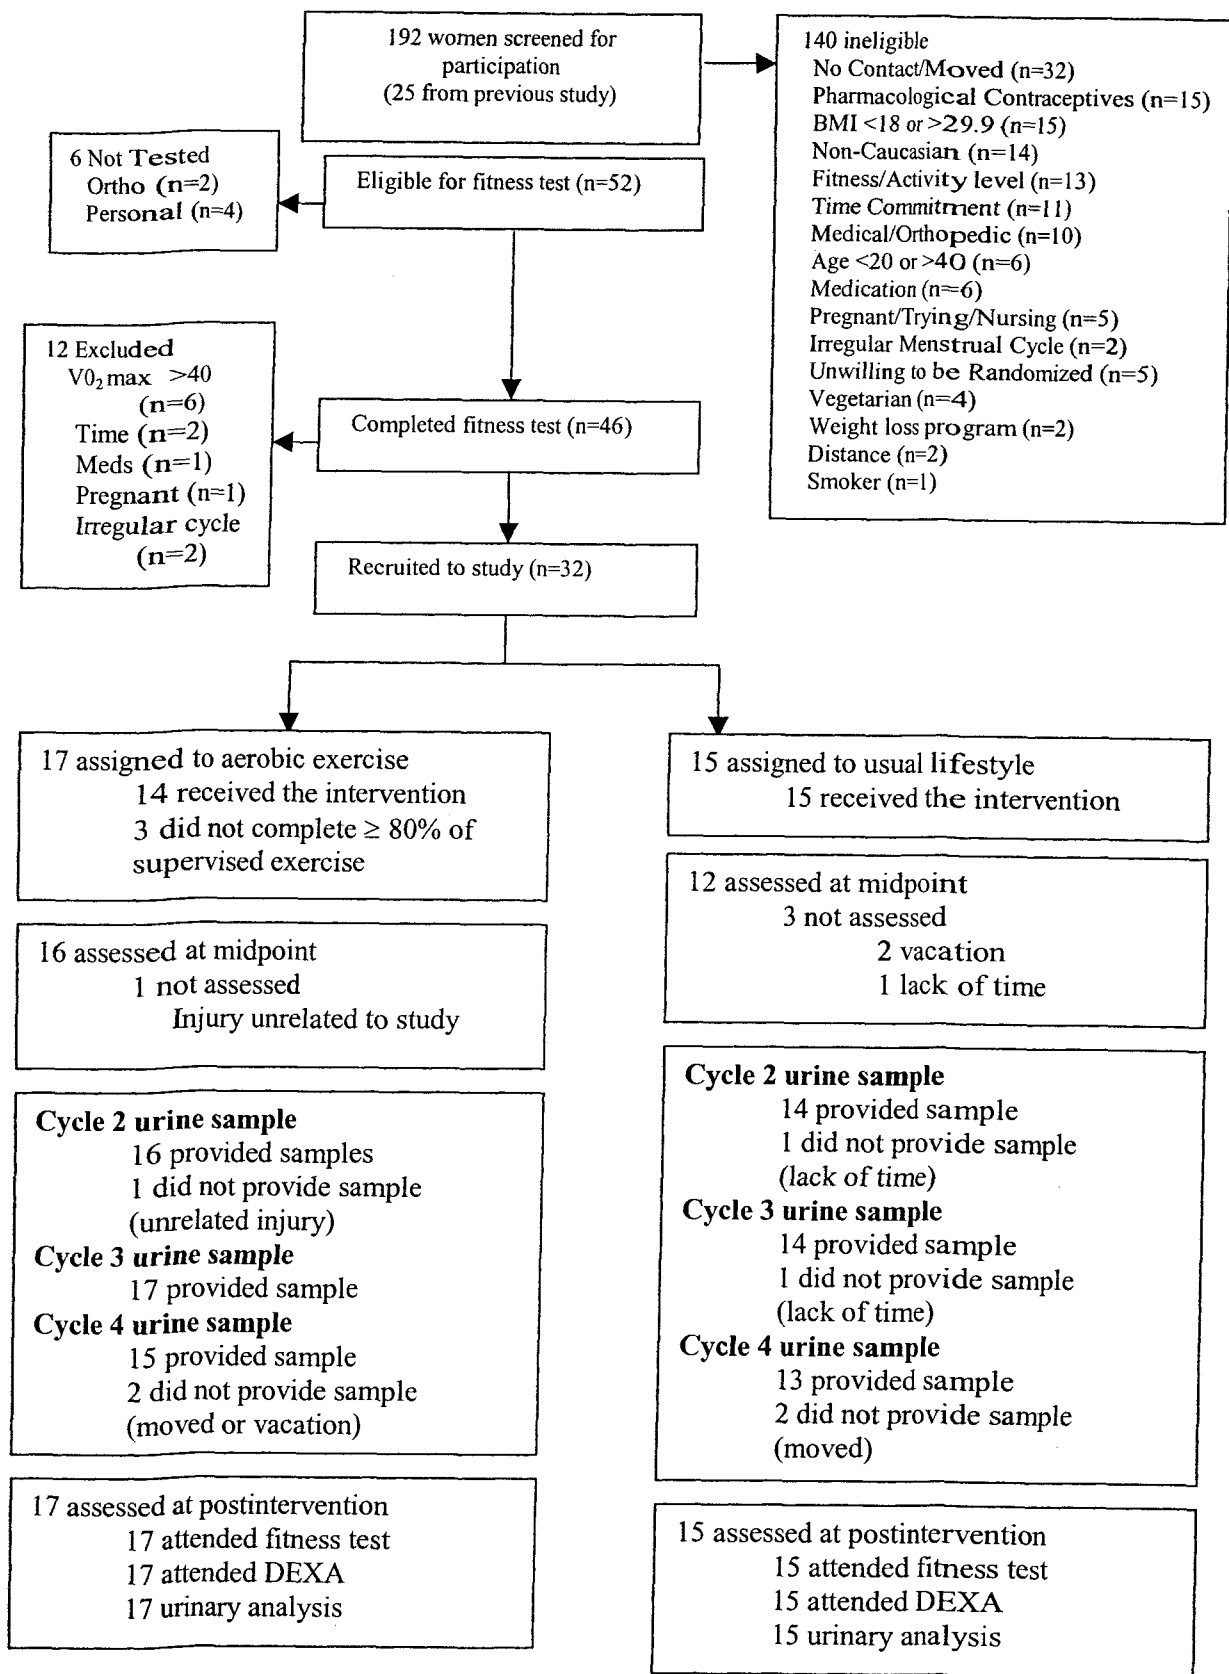 192 women screened for
participation
(25 from previous study)
140 ineligible
No Contact/Moved (n=32)
Pharmacological Contraceptives (n=15)
BMI <18 or >29.9 (n=15)
Non-Caucasian (n=14)
Fitness/Activity level (n=13)
Time Commitment (n=11)
Medical/Orthopedic (n=10)
Age <20 or >40 (n=6)
Medication (n=6)
Pregnant/Trying/Nursing (n=5)
Irregular Menstrual Cycle (n=2)
Unwilling to be Randomized (n=5)
Vegetarian (n=4)
Weight loss program (n=2)
Distance (n=2)
Smoker (n=1)
6 Not Tested
Ortho (n=2)
Personal (n=4)
Eligible for fitness test (n=52)
12 Excluded
V0₂ max >40
(n=6)
Time (n=2)
Meds (n=1)
Pregnant (n=1)
Irregular cycle
(n=2)
Completed fitness test (n=46)
Recruited to study (n=32)
17 assigned to aerobic exercise
14 received the intervention
3 did not complete ≥ 80% of
supervised exercise
16 assessed at midpoint
1 not assessed
Injury unrelated to study
Cycle 2 urine sample
16 provided samples
1 did not provide sample
(unrelated injury)
Cycle 3 urine sample
17 provided sample
Cycle 4 urine sample
15 provided sample
2 did not provide sample
(moved or vacation)
17 assessed at postintervention
17 attended fitness test
17 attended DEXA
17 urinary analysis
15 assigned to usual lifestyle
15 received the intervention
12 assessed at midpoint
3 not assessed
2 vacation
1 lack of time
Cycle 2 urine sample
14 provided sample
1 did not provide sample
(lack of time)
Cycle 3 urine sample
14 provided sample
1 did not provide sample
(lack of time)
Cycle 4 urine sample
13 provided sample
2 did not provide sample
(moved)
15 assessed at postintervention
15 attended fitness test
15 attended DEXA
15 urinary analysis